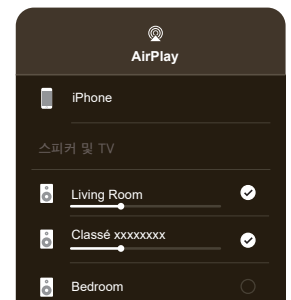 AirPlay
iPhone
스피커 및 TV
Living Room
Classé xxxxxxxx
Bedroom